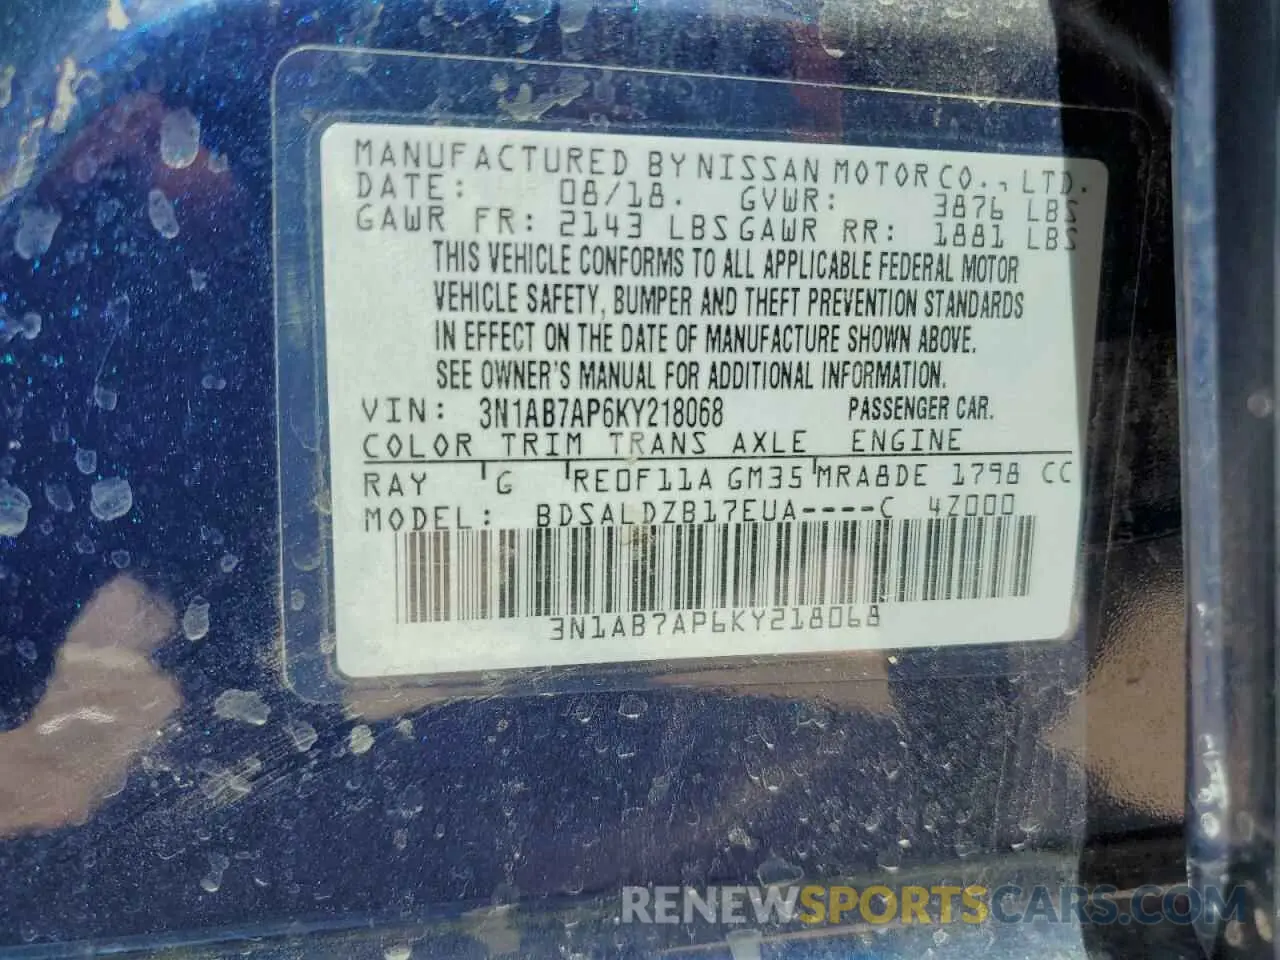 MANUFACTURED BY NISSAN MOTOR CO., LTD.
DATE: 08/18. GVWR: 3876 LBS
GAWR FR: 2143 LBS GAWR RR: 1881 LBS
THIS VEHICLE CONFORMS TO ALL APPLICABLE FEDERAL MOTOR
VEHICLE SAFETY, BUMPER AND THEFT PREVENTION STANDARDS
IN EFFECT ON THE DATE OF MANUFACTURE SHOWN ABOVE.
SEE OWNER'S MANUAL FOR ADDITIONAL INFORMATION.
VIN: 3N1AB7AP6KY218068 PASSENGER CAR.
COLOR TRIM TRANS AXLE ENGINE
RAY G RE0F11A GM35 MRA8DE 1798 CC
MODEL: BDSALDZB17EUA----C 4Z000
3N1AB7AP6KY218068
RENEWSPORTSCARS.COM